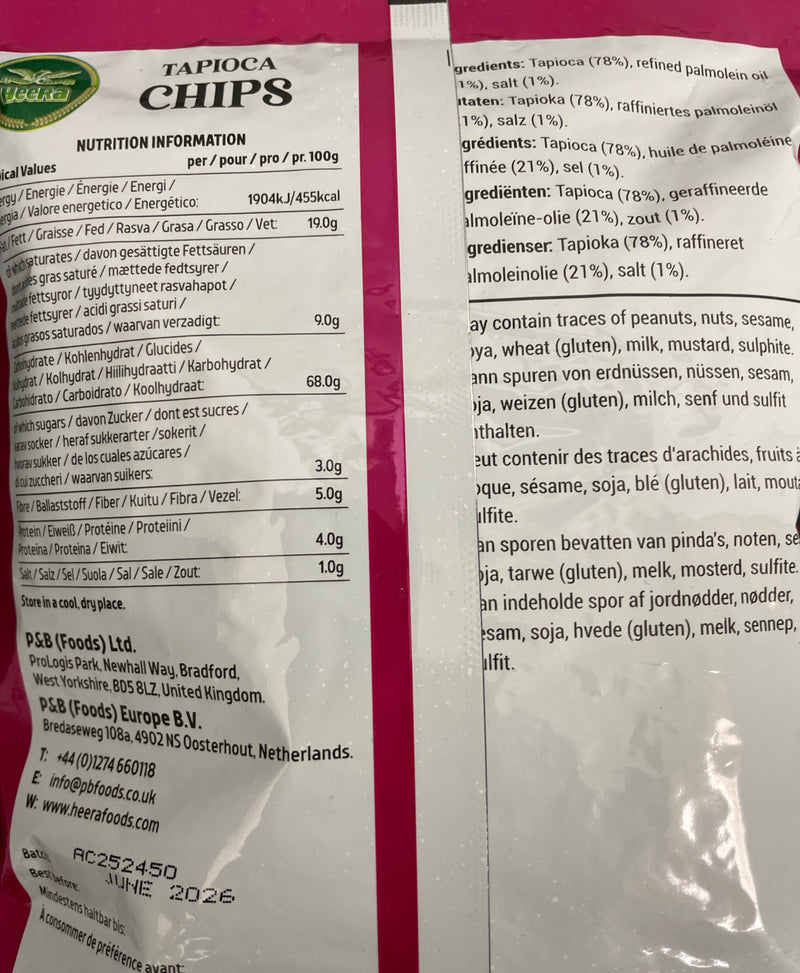 Heera
TAPIOCA
CHIPS
NUTRITION INFORMATION
ical Values
per / pour / pro / pr. 100g
ergy / Energie / Énergie / Energi /
ergia / Valore energetico / Energético:
1904kJ/455kcal
Fett / Graisse / Fed / Rasva / Grasa / Grasso / Vet:
19.0g
of which saturates / davon gesättigte Fettsäuren /
gras saturé / mættede fedtsyrer /
fettsyror / tyydyttyneet rasvahapot /
fettsyrer / acidi grassi saturi /
grasos saturados / waarvan verzadigt:
9.0g
hydrate / Kohlenhydrat / Glucides /
/ Kolhydrat / Hiilihydraatti / Karbohydrat /
Carbohidrato / Carboidrato / Koolhydraat:
68.0g
which sugars / davon Zucker / dont est sucres /
socker / heraf sukkerarter /sokerit /
sukker / de los cuales azúcares /
di cui zuccheri / waarvan suikers:
3.0g
Fibre / Ballaststoff / Fiber / Kuitu / Fibra / Vezel:
5.0g
Protein / Eiweiß / Protéine / Proteiini /
Proteína / Proteina / Eiwit:
4.0g
Salt / Salz / Sel / Suola / Sal / Sale / Zout:
1.0g
Store in a cool, dry place.
P&B (Foods) Ltd.
ProLogis Park, Newhall Way, Bradford,
West Yorkshire, BD5 8LZ, United Kingdom.
P&B (Foods) Europe B.V.
Bredaseweg 108a, 4902 NS Oosterhout, Netherlands.
T: +44 (0)1274 660118
E: info@pbfoods.co.uk
W: www.heerafoods.com
Batch AC252450
Best before: JUNE 2026
Mindestens haltbar bis:
À consommer de préférence avant:
gredients: Tapioca (78%), refined palmolein oil
1%), salt (1%).
taten: Tapioka (78%), raffiniertes palmoleinöl
1%), salz (1%).
grédients: Tapioca (78%), huile de palmoléine
ffinée (21%), sel (1%).
grediënten: Tapioca (78%), geraffineerde
almoleïne-olie (21%), zout (1%).
gredienser: Tapioka (78%), raffineret
almoleinolie (21%), salt (1%).
ay contain traces of peanuts, nuts, sesame,
oya, wheat (gluten), milk, mustard, sulphite.
ann spuren von erdnüssen, nüssen, sesam,
oja, weizen (gluten), milch, senf und sulfit
nthalten.
eut contenir des traces d'arachides, fruits à
oque, sésame, soja, blé (gluten), lait, mouta
ulfite.
an sporen bevatten van pinda's, noten, se
oja, tarwe (gluten), melk, mosterd, sulfite.
an indeholde spor af jordnødder, nødder,
esam, soja, hvede (gluten), melk, sennep,
ulfit.